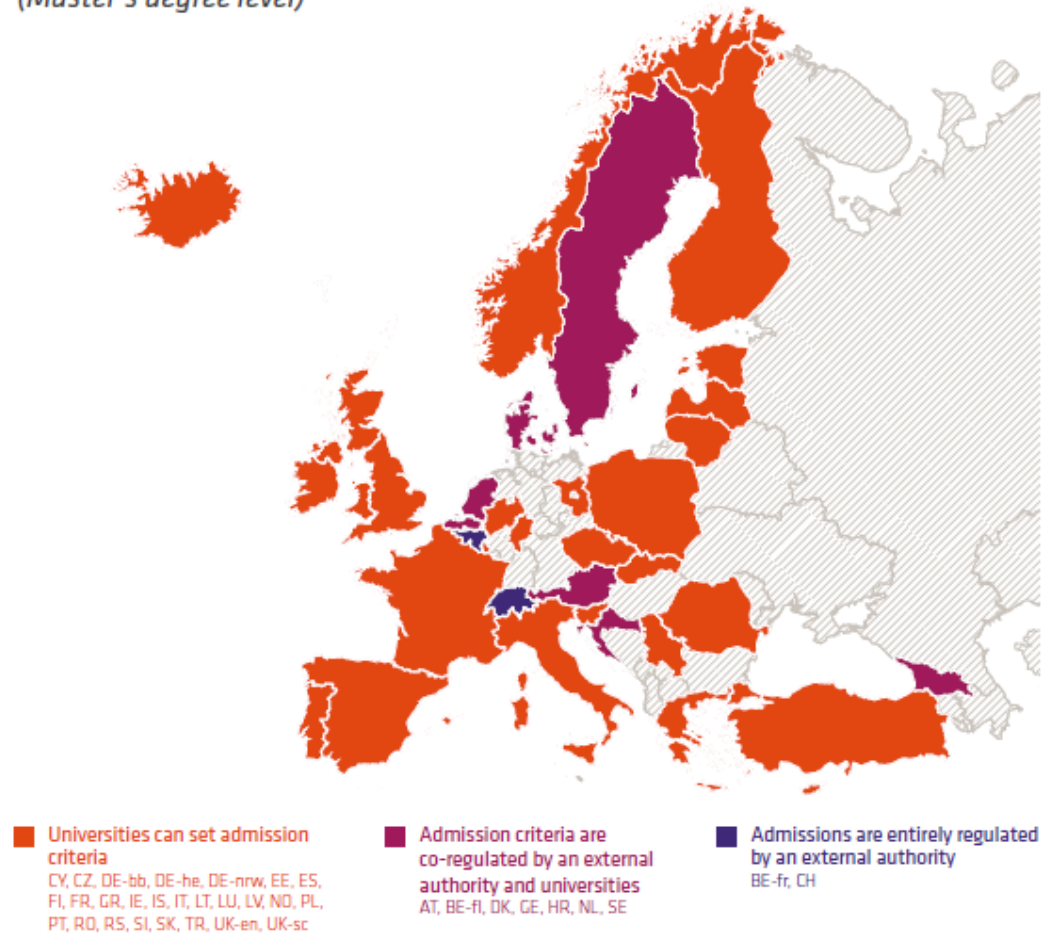 (Master's degree level)
Universities can set admission
criteria
CY, CZ, DE-bb, DE-he, DE-nrw, EE, ES,
FI, FR, GR, IE, IS, IT, LT, LU, LV, NO, PL,
PT, RO, RS, SI, SK, TR, UK-en, UK-sc
Admission criteria are
co-regulated by an external
authority and universities
AT, BE-fl, DK, GE, HR, NL, SE
Admissions are entirely regulated
by an external authority
BE-fr, CH